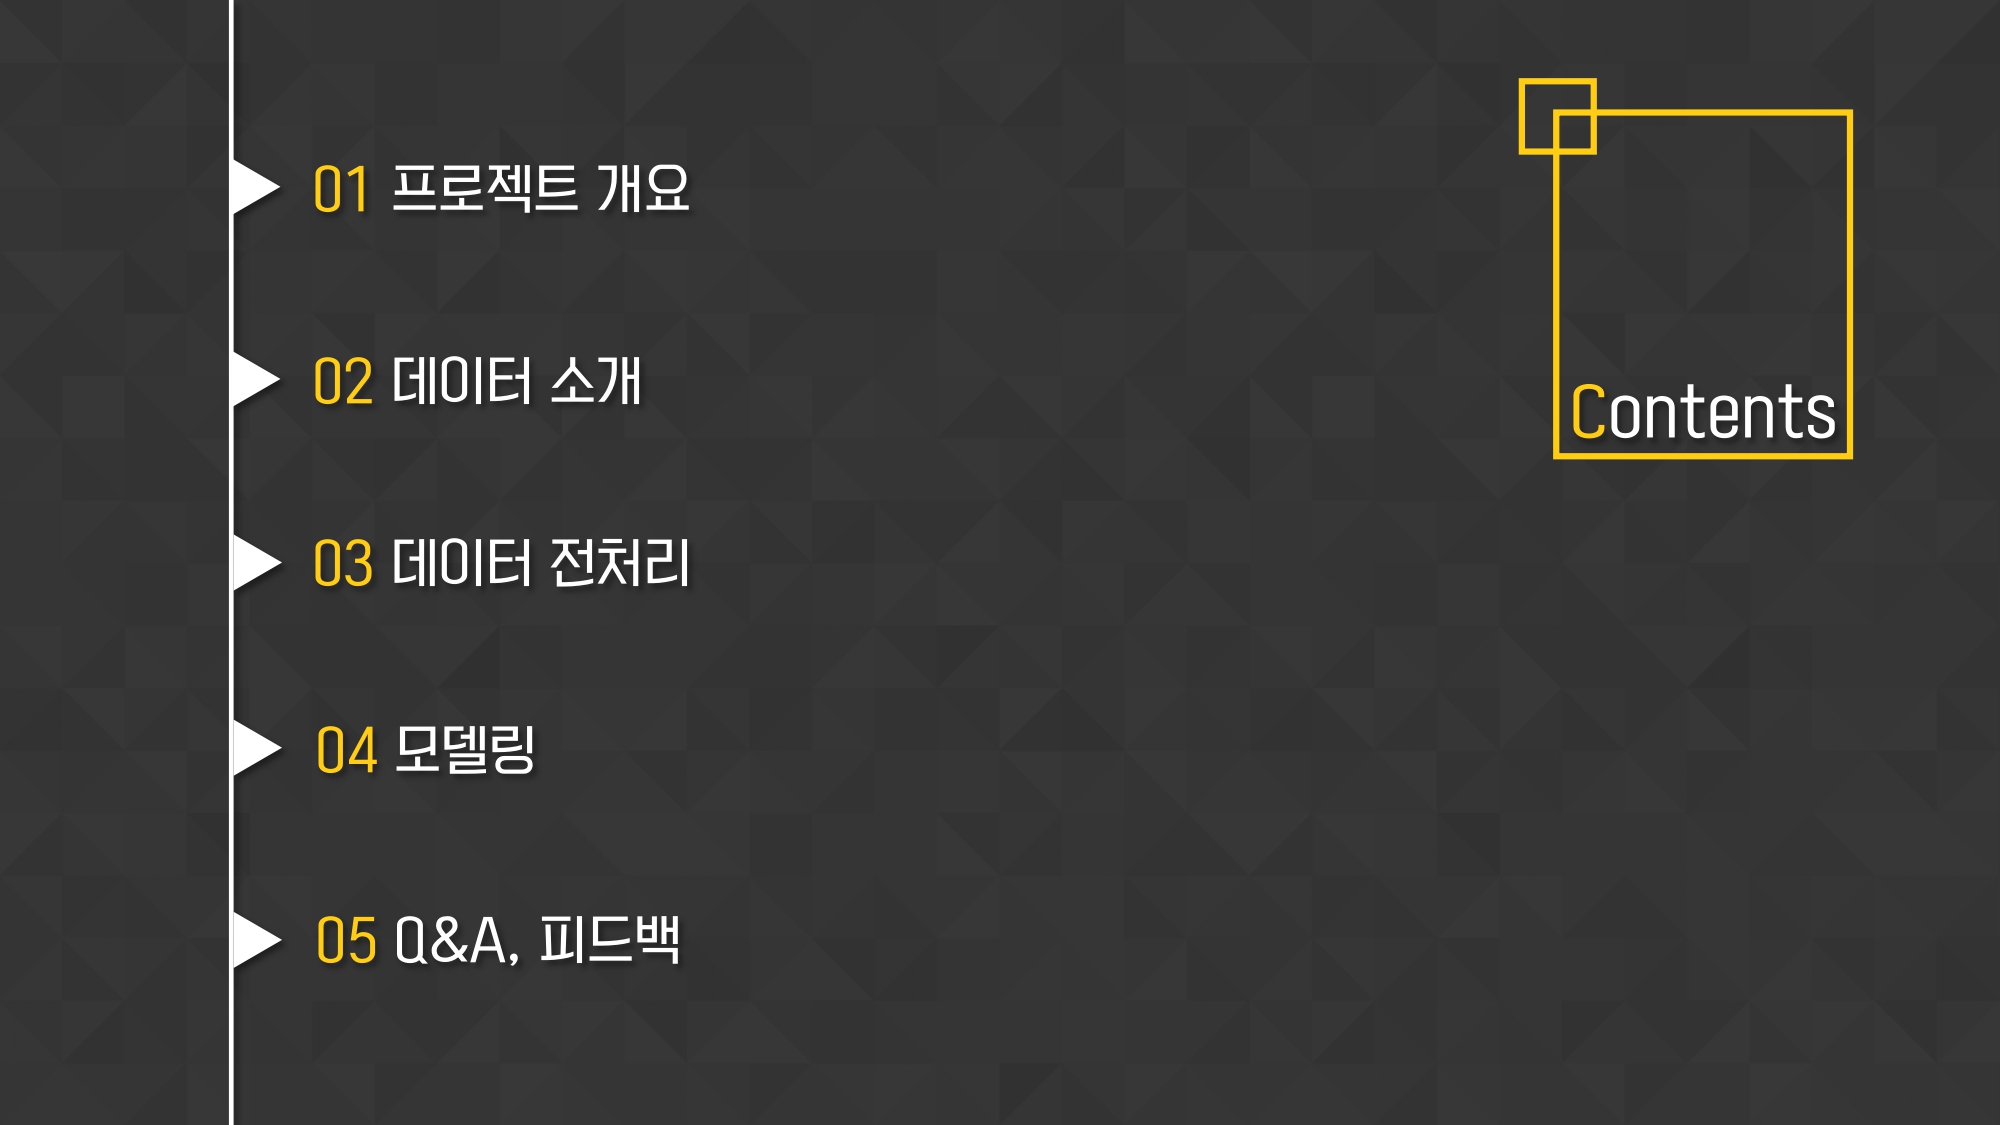 Contents
01 프로젝트 개요
02 데이터 소개
03 데이터 전처리
04 모델링
05 Q&A, 피드백